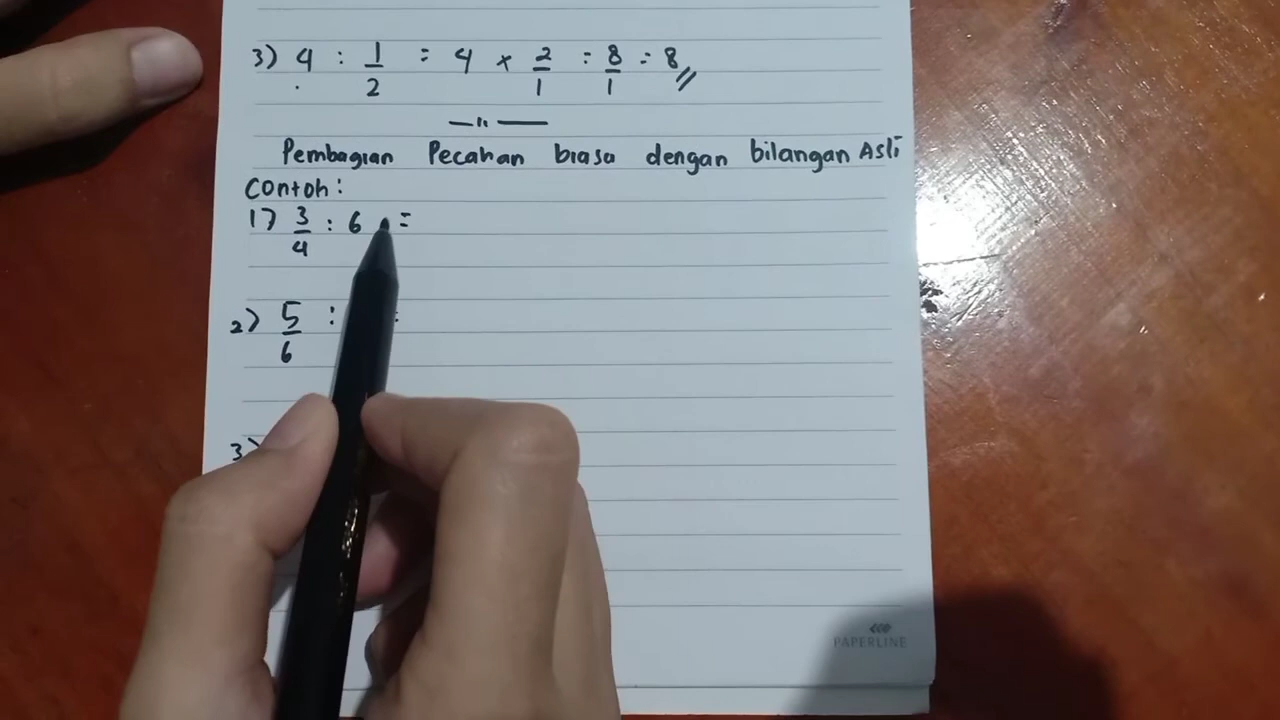 3) 4 : 1/2 = 4 x 2/1 = 8/1 = 8 //
— " —
Pembagian Pecahan biasa dengan bilangan Asli
Contoh:
1) 3/4 : 6 =
2) 5/6 :
3)
PAPERLINE